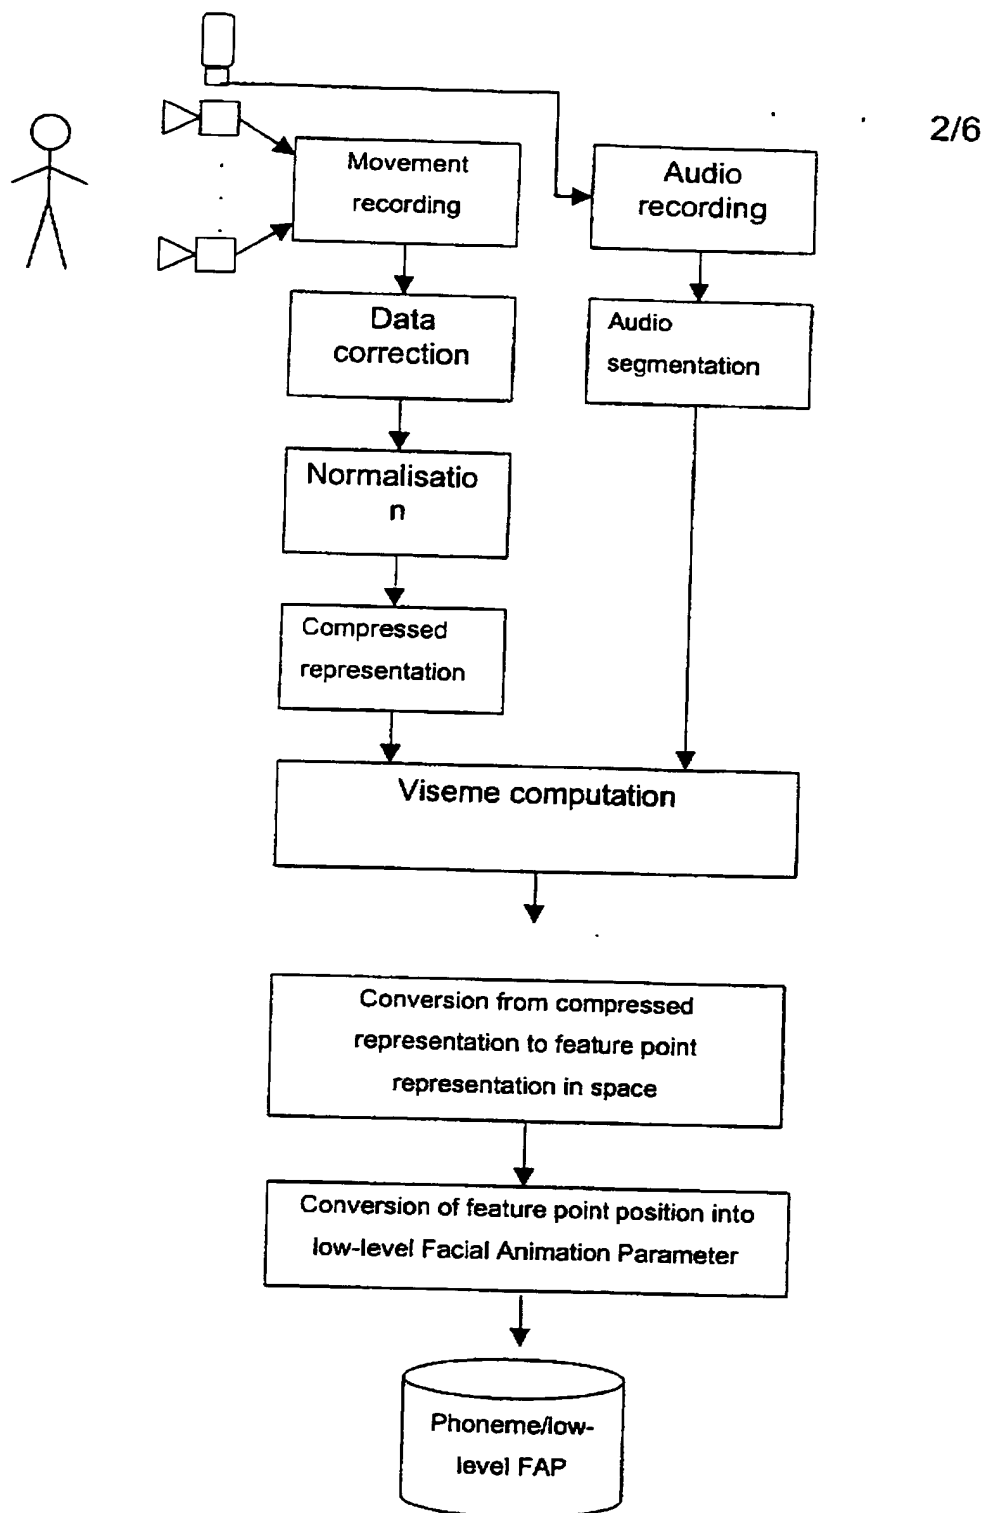 2/6
Movement
recording
Audio
recording
Data
correction
Audio
segmentation
Normalisatio
n
Compressed
representation
Viseme computation
Conversion from compressed
representation to feature point
representation in space
Conversion of feature point position into
low-level Facial Animation Parameter
Phoneme/low-
level FAP